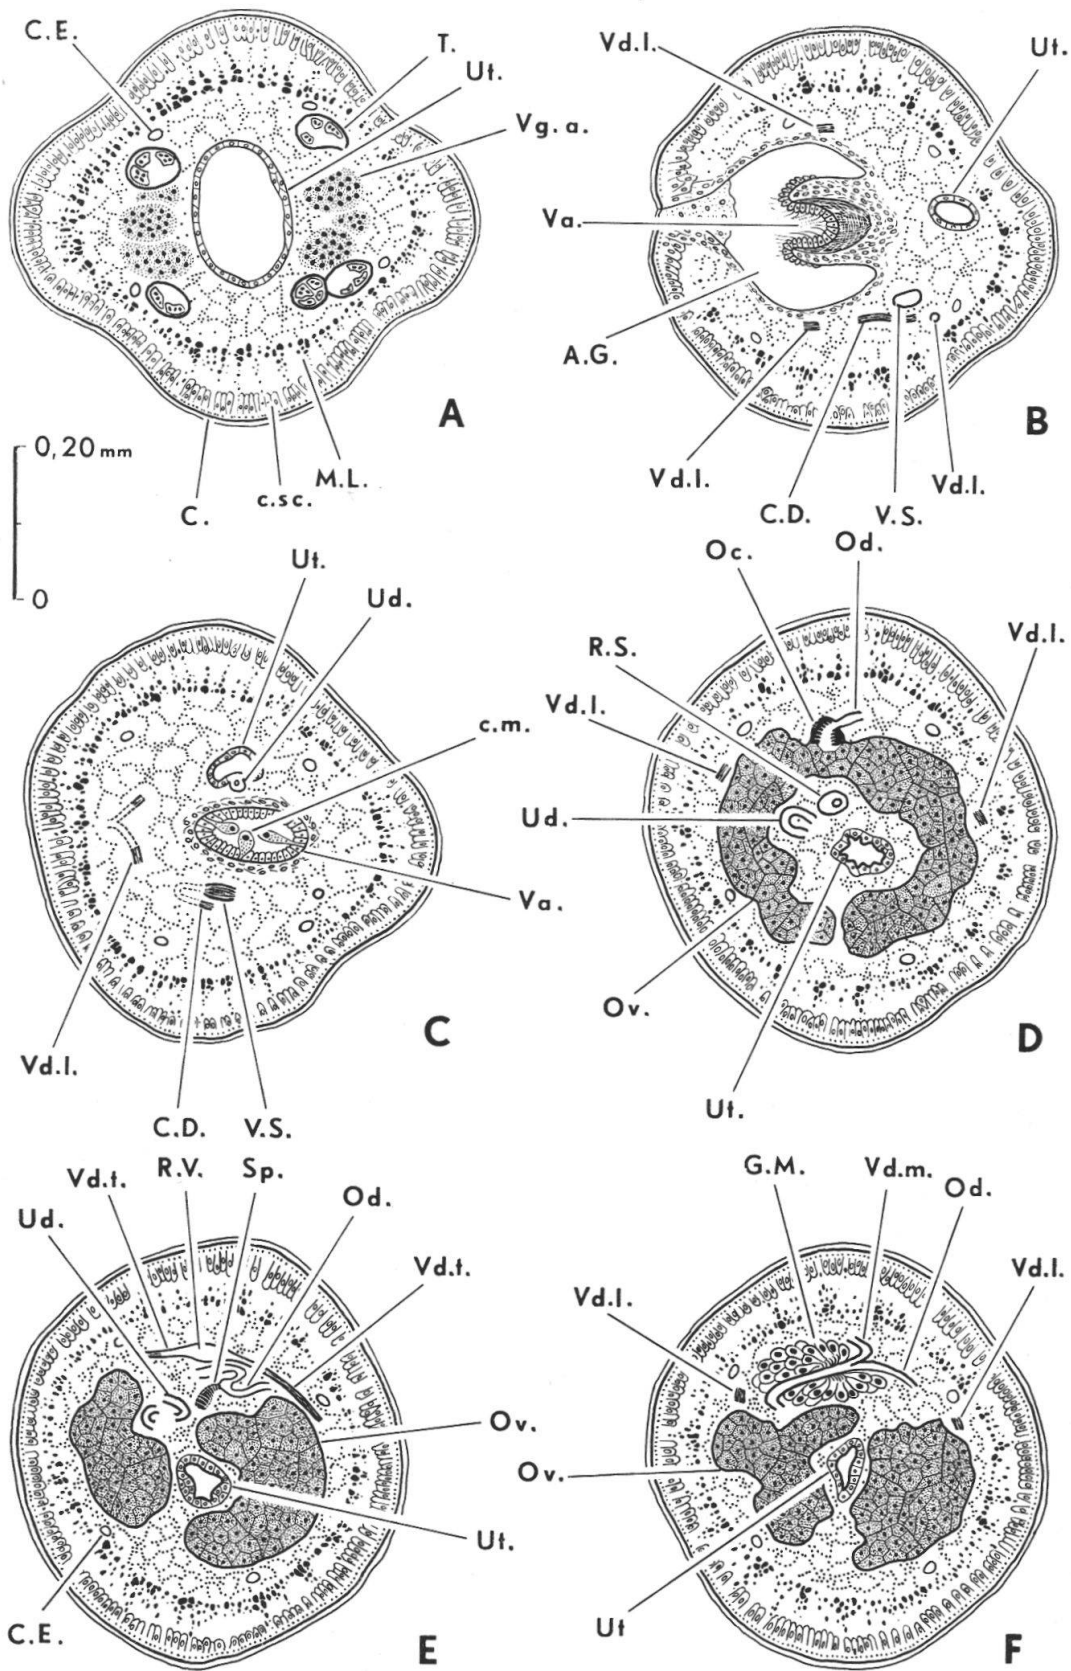 C.E.
T.
Ut.
Vg.a.
A
M.L.
c.sc.
C.
0,20 mm
0
Vd.l.
Ut.
Va.
A.G.
B
Vd.l.
C.D.
V.S.
Vd.l.
Ut.
Ud.
c.m.
Va.
C
Vd.l.
C.D.
V.S.
Oc.
Od.
R.S.
Vd.l.
Vd.l.
Ud.
Ov.
D
Ut.
Vd.t.
R.V.
Sp.
Ud.
Od.
Vd.t.
Ov.
Ut.
C.E.
E
G.M.
Vd.m.
Od.
Vd.l.
Vd.l.
Ov.
Ut
F